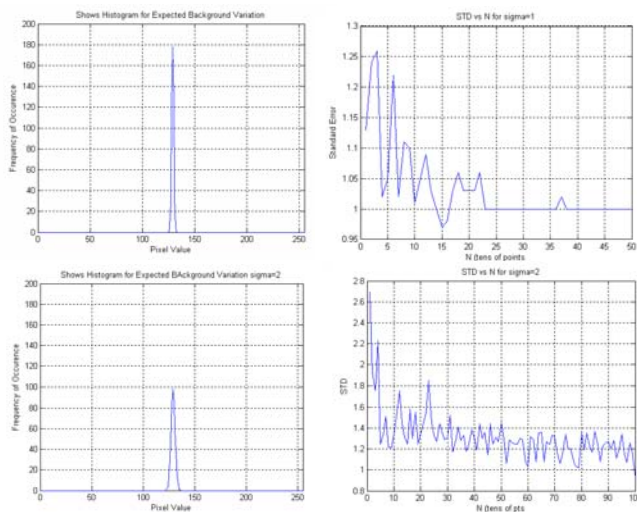 Shows Histogram for Expected Background Variation
Frequency of Occurence
200
180
160
140
120
100
80
60
40
20
0
0 50 100 150 200 250
Pixel Value
STD vs N for sigma=1
Standard Error
1.3
1.25
1.2
1.15
1.1
1.05
1
0.95
0 5 10 15 20 25 30 35 40 45 50
N (tens of points
Shows Histogram for Expected BAckground Variation sigma=2
Frequency of Occurence
200
180
160
140
120
100
80
60
40
20
0
0 50 100 150 200 250
Pixel Value
STD vs N for sigma=2
STD
2.8
2.6
2.4
2.2
2
1.8
1.6
1.4
1.2
1
0.8
0 10 20 30 40 50 60 70 80 90 100
N (tens of pts